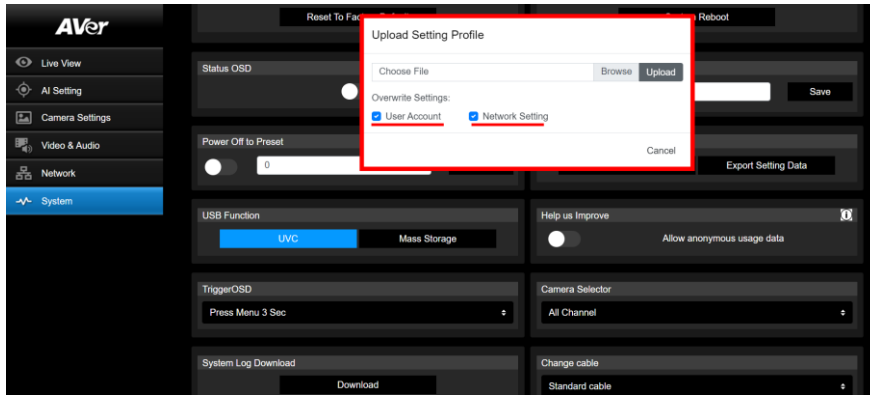 AVer
Live View
AI Setting
Camera Settings
Video & Audio
Network
System
Reset To
Reboot
Upload Setting Profile
Choose File Browse Upload
Overwrite Settings:
User Account Network Setting
Cancel
Status OSD
Save
Power Off to Preset
0
Export Setting Data
USB Function
UVC Mass Storage
Help us Improve
Allow anonymous usage data
TriggerOSD
Press Menu 3 Sec
Camera Selector
All Channel
System Log Download
Download
Change cable
Standard cable